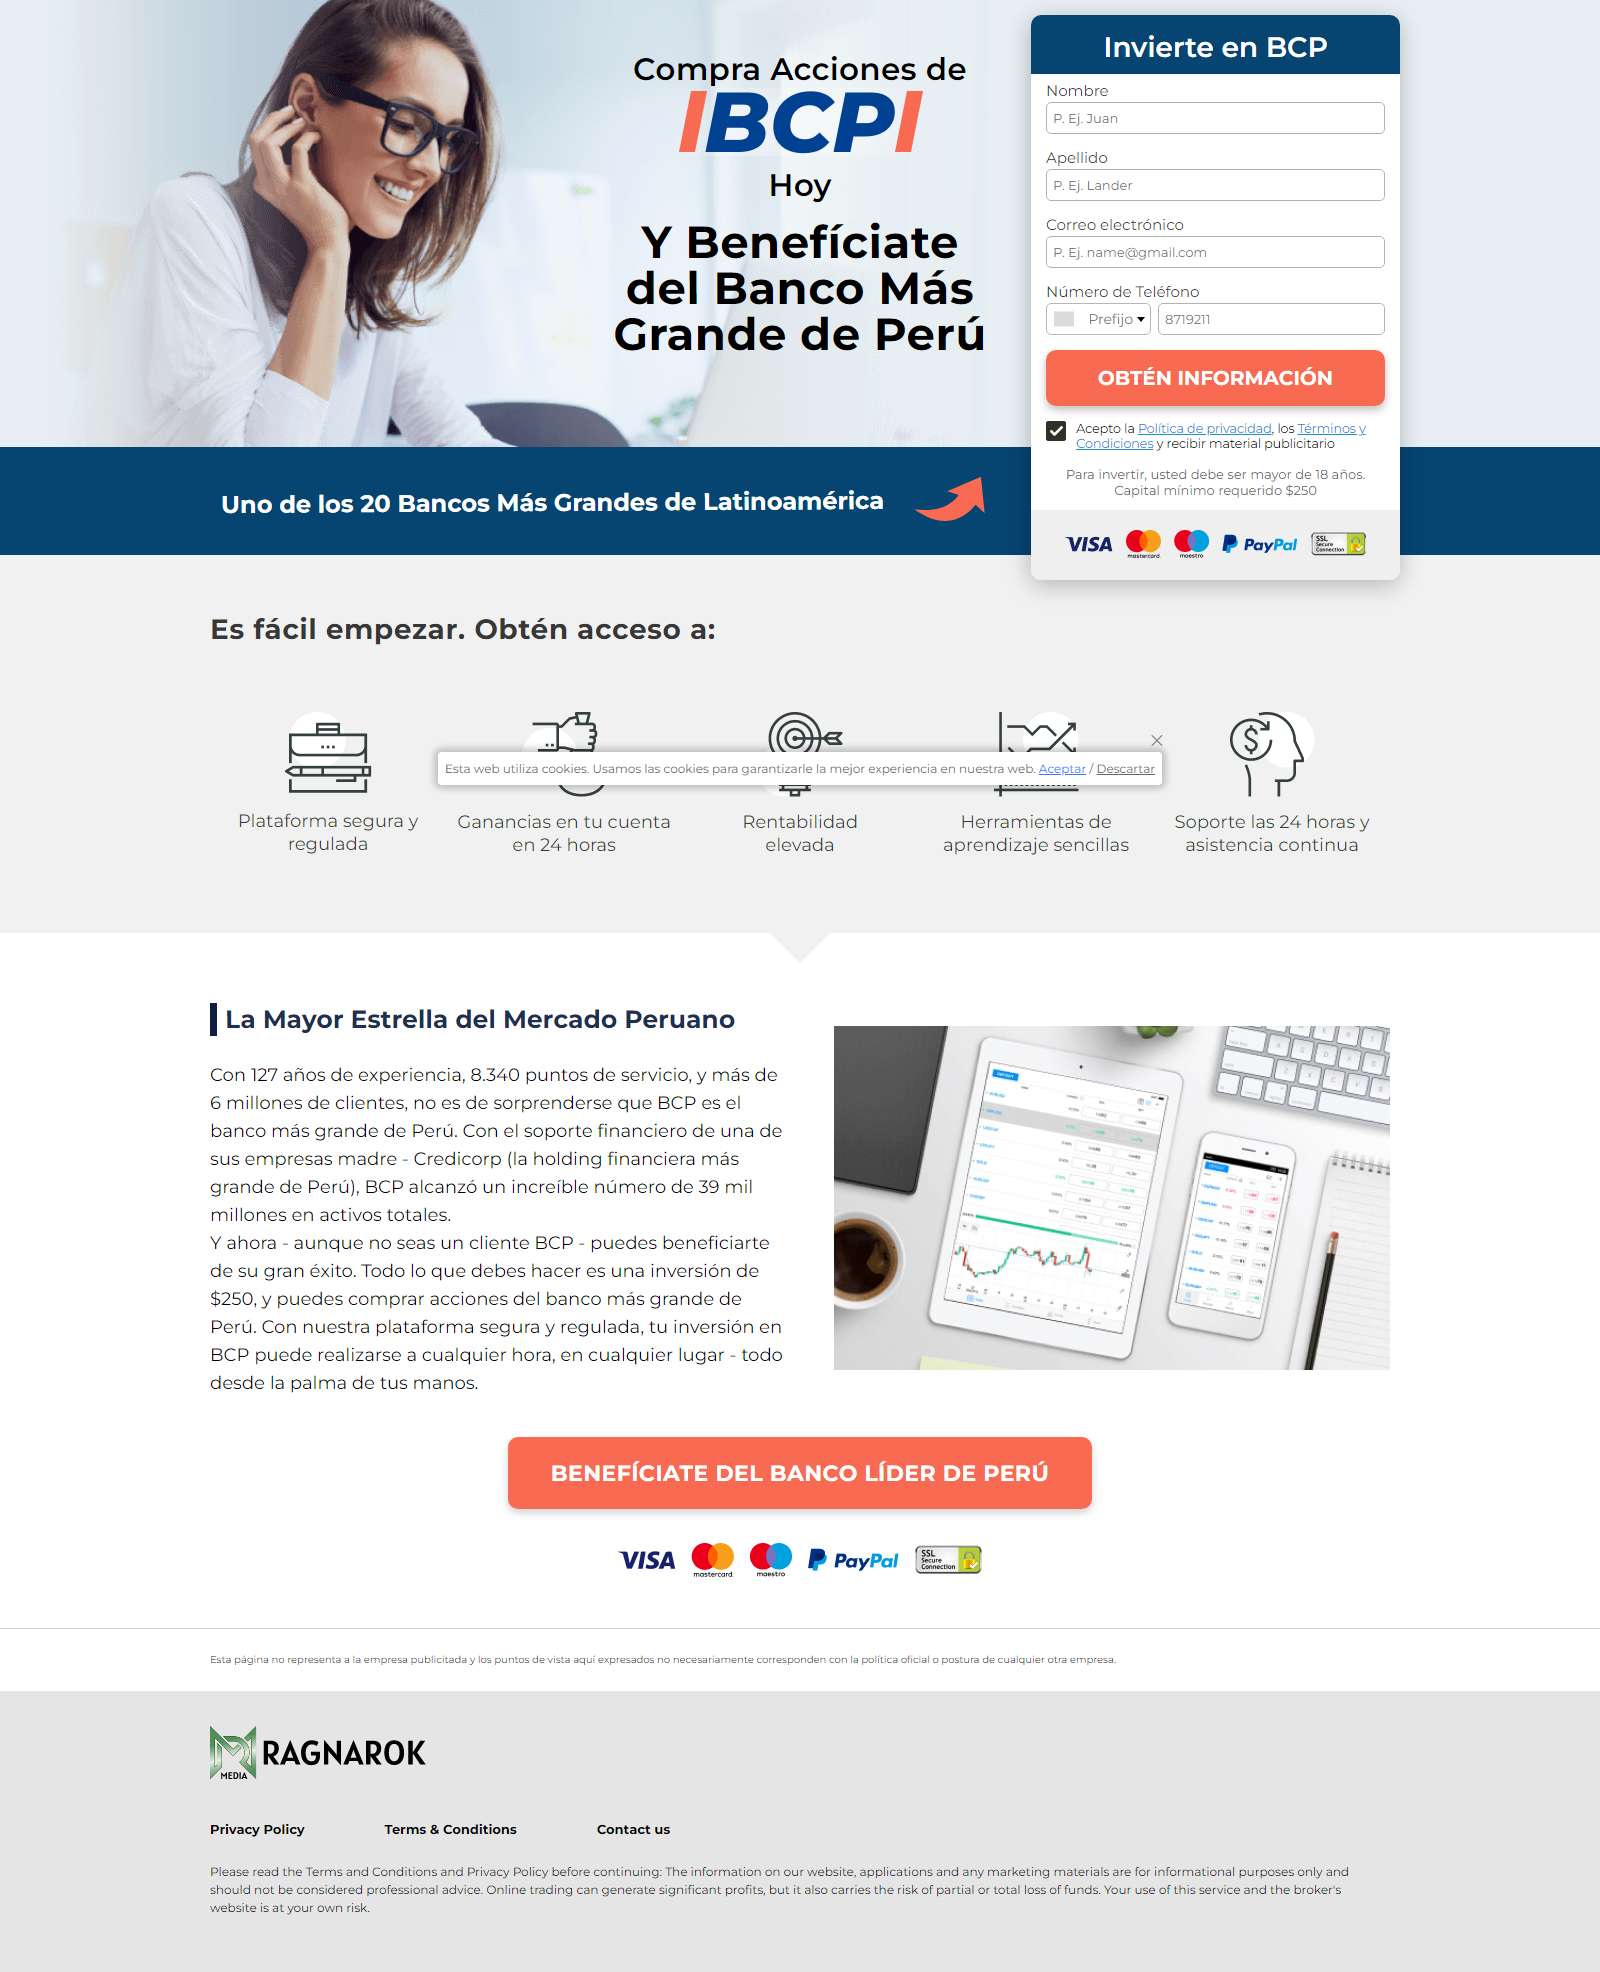 Compra Acciones de
BCP
Hoy
Y Benefíciate
del Banco Más
Grande de Perú
Invierte en BCP
Nombre
P. Ej. Juan
Apellido
P. Ej. Lander
Correo electrónico
P. Ej. name@gmail.com
Número de Teléfono
Prefijo 8719211
OBTÉN INFORMACIÓN
Acepto la Política de privacidad, los Términos y
Condiciones y recibir material publicitario
Para invertir, usted debe ser mayor de 18 años.
Capital mínimo requerido $250
VISA mastercard maestro PayPal SSL Secure Connection
Uno de los 20 Bancos Más Grandes de Latinoamérica
Es fácil empezar. Obtén acceso a:
Esta web utiliza cookies. Usamos las cookies para garantizarle la mejor experiencia en nuestra web. Aceptar / Descartar
Plataforma segura y
regulada
Ganancias en tu cuenta
en 24 horas
Rentabilidad
elevada
Herramientas de
aprendizaje sencillas
Soporte las 24 horas y
asistencia continua
La Mayor Estrella del Mercado Peruano
Con 127 años de experiencia, 8.340 puntos de servicio, y más de
6 millones de clientes, no es de sorprenderse que BCP es el
banco más grande de Perú. Con el soporte financiero de una de
sus empresas madre - Credicorp (la holding financiera más
grande de Perú), BCP alcanzó un increíble número de 39 mil
millones en activos totales.
Y ahora - aunque no seas un cliente BCP - puedes beneficiarte
de su gran éxito. Todo lo que debes hacer es una inversión de
$250, y puedes comprar acciones del banco más grande de
Perú. Con nuestra plataforma segura y regulada, tu inversión en
BCP puede realizarse a cualquier hora, en cualquier lugar - todo
desde la palma de tus manos.
BENEFÍCIATE DEL BANCO LÍDER DE PERÚ
VISA mastercard maestro PayPal SSL Secure Connection
Esta página no representa a la empresa publicitada y los puntos de vista aquí expresados no necesariamente corresponden con la política oficial o postura de cualquier otra empresa.
MEDIA RAGNAROK
Privacy Policy Terms & Conditions Contact us
Please read the Terms and Conditions and Privacy Policy before continuing: The information on our website, applications and any marketing materials are for informational purposes only and
should not be considered professional advice. Online trading can generate significant profits, but it also carries the risk of partial or total loss of funds. Your use of this service and the broker's
website is at your own risk.